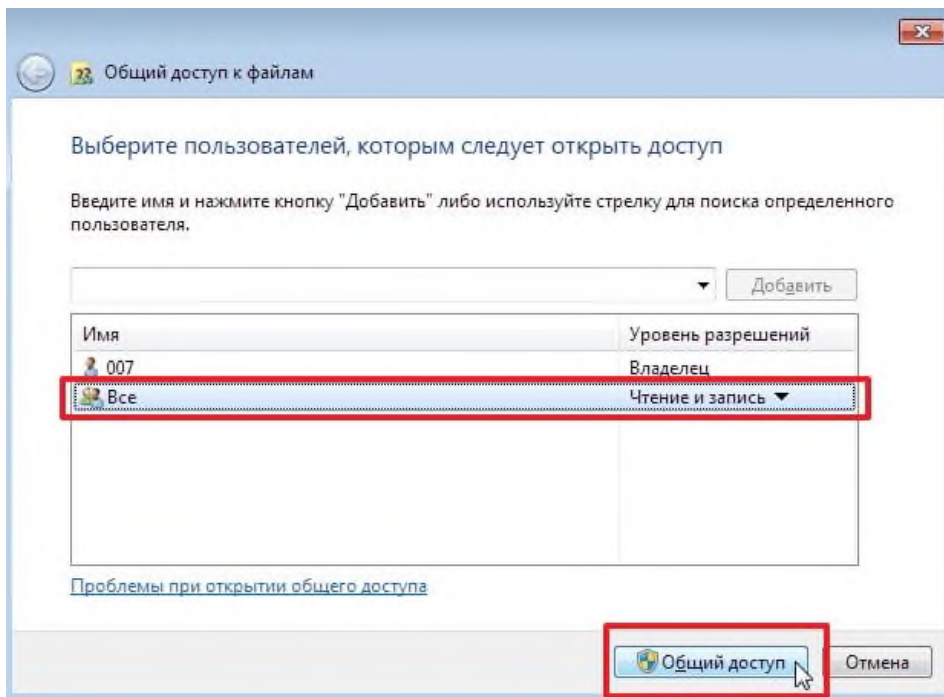 Общий доступ к файлам
Выберите пользователей, которым следует открыть доступ
Введите имя и нажмите кнопку "Добавить" либо используйте стрелку для поиска определенного
пользователя.
Добавить
Имя Уровень разрешений
007 Владелец
Все Чтение и запись
Проблемы при открытии общего доступа
Общий доступ Отмена